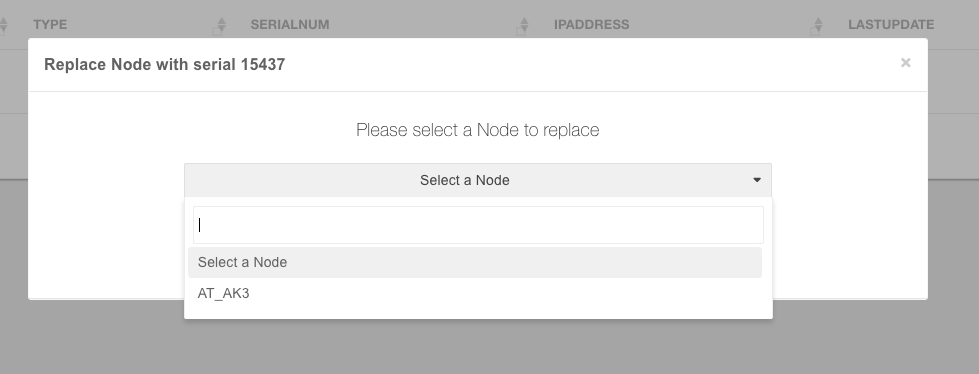 TYPE SERIALNUM IPADDRESS LASTUPDATE
Replace Node with serial 15437 ×
Please select a Node to replace
Select a Node
Select a Node
AT_AK3